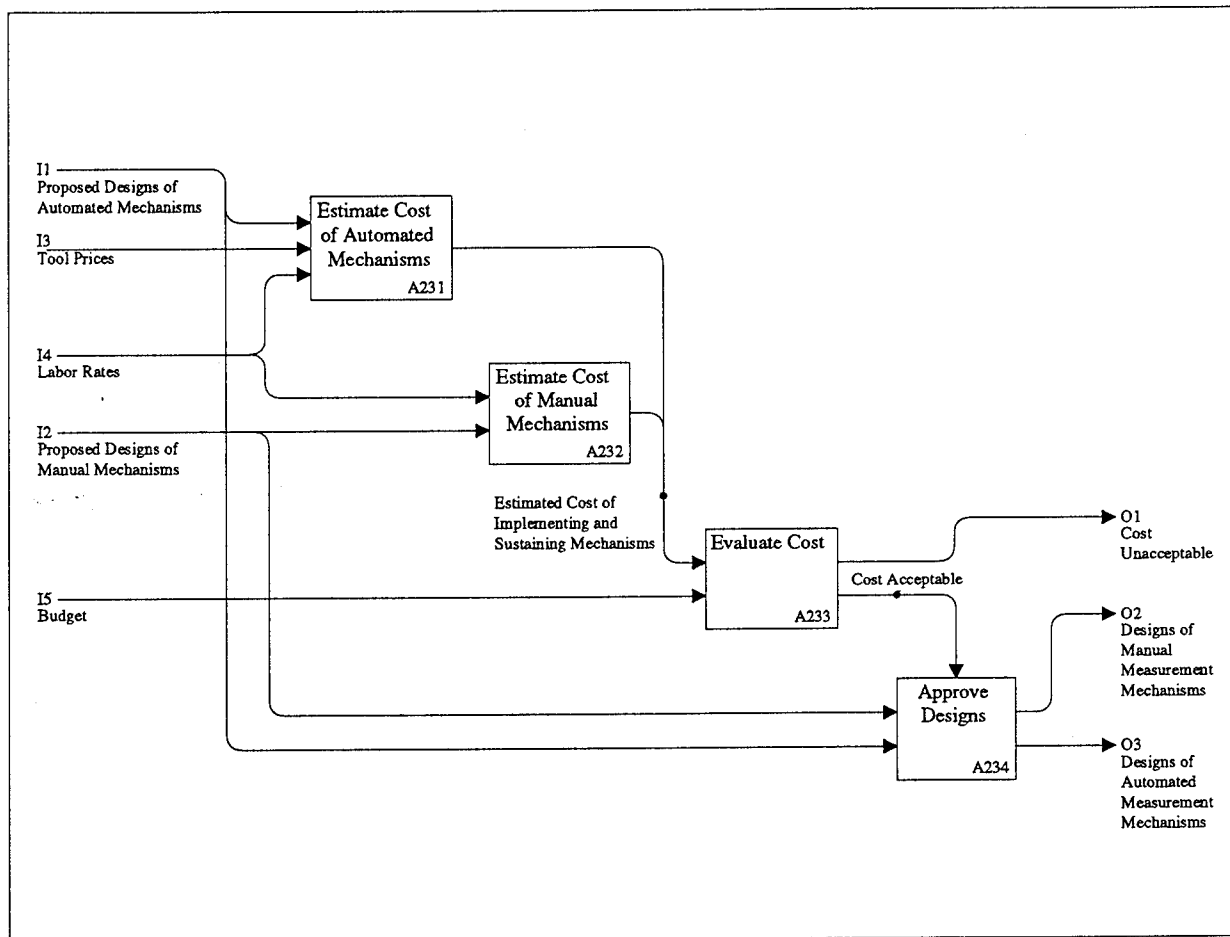 I1
Proposed Designs of
Automated Mechanisms
I3
Tool Prices
I4
Labor Rates
I2
Proposed Designs of
Manual Mechanisms
I5
Budget
Estimate Cost
of Automated
Mechanisms
A231
Estimate Cost
of Manual
Mechanisms
A232
Estimated Cost of
Implementing and
Sustaining Mechanisms
Evaluate Cost
A233
Cost Acceptable
Approve
Designs
A234
O1
Cost
Unacceptable
O2
Designs of
Manual
Measurement
Mechanisms
O3
Designs of
Automated
Measurement
Mechanisms